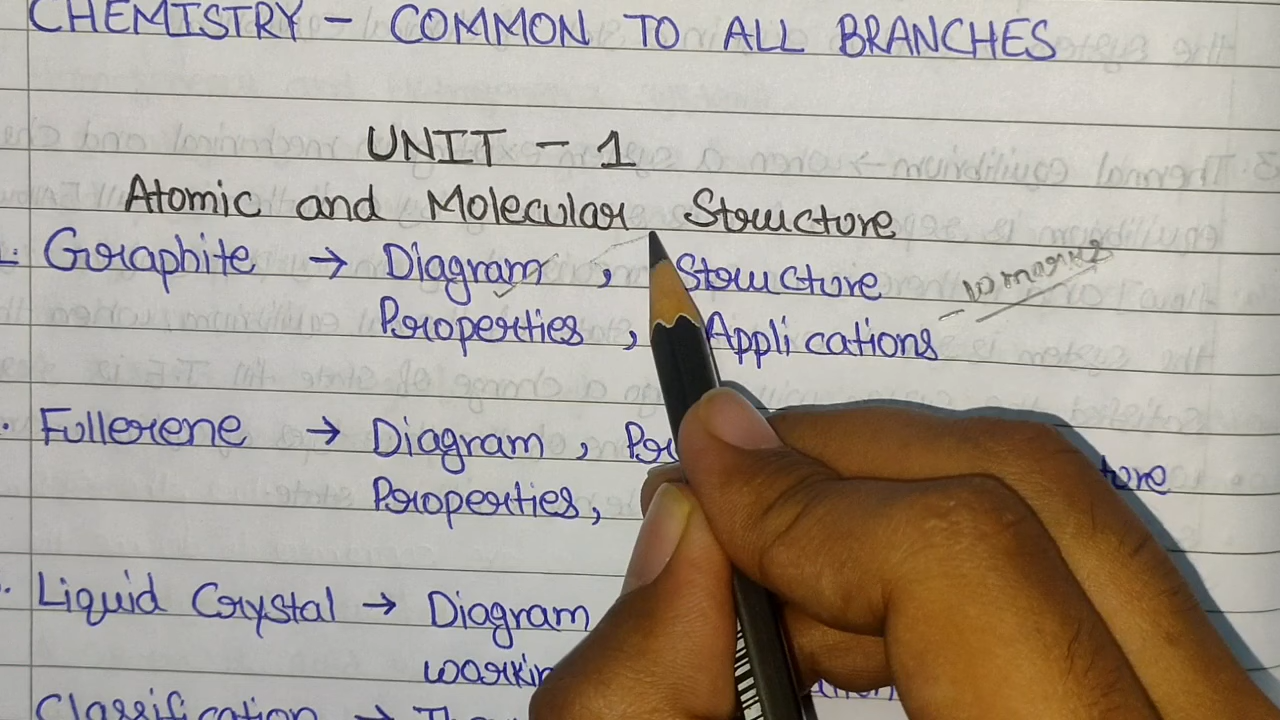 CHEMISTRY - COMMON TO ALL BRANCHES
UNIT - 1
Atomic and Molecular Structure
Graphite → Diagram, Structure
Properties, Applications
- 10 marks
Fullerene → Diagram,
Properties,
Liquid Crystal → Diagram
Classification →